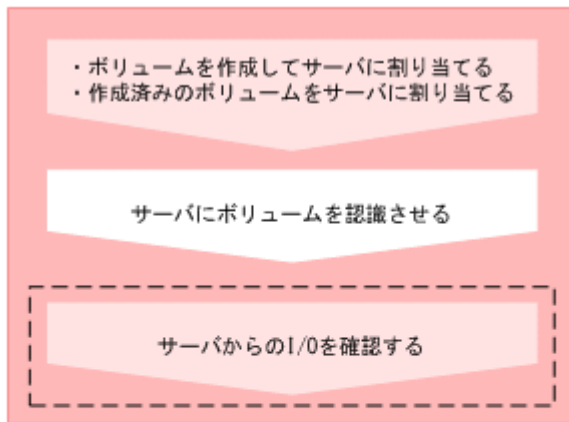 ・ボリュームを作成してサーバに割り当てる
・作成済みのボリュームをサーバに割り当てる
サーバにボリュームを認識させる
サーバからのI/Oを確認する